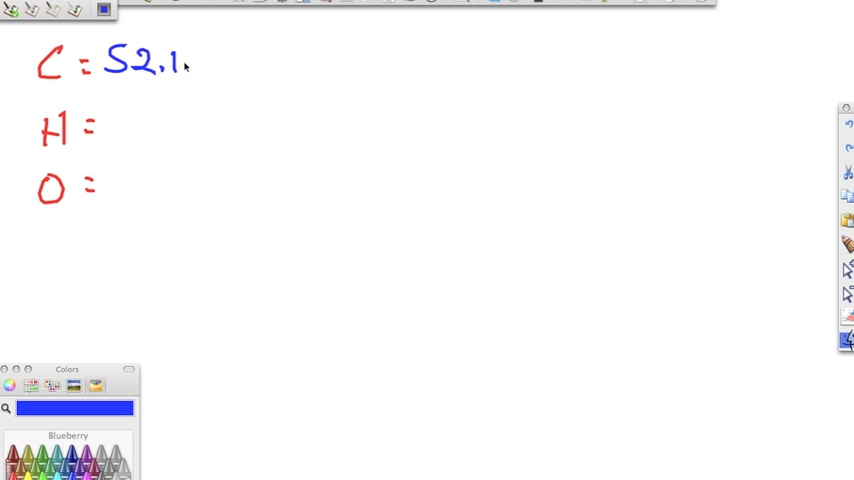 C = 52.1
H =
O =
Colors
Blueberry